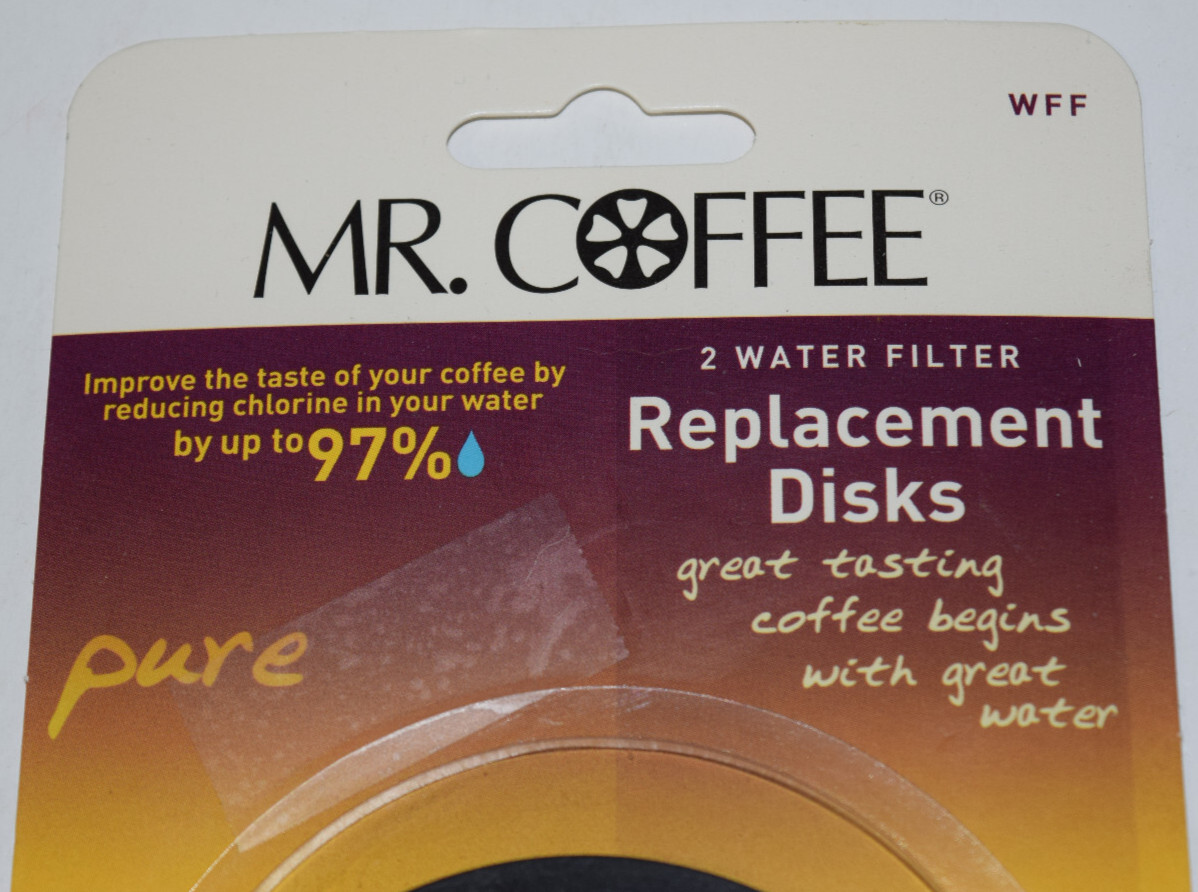 WFF
MR. COFFEE®
Improve the taste of your coffee by
reducing chlorine in your water
by up to 97%
2 WATER FILTER
Replacement
Disks
great tasting
coffee begins
with great
water
pure